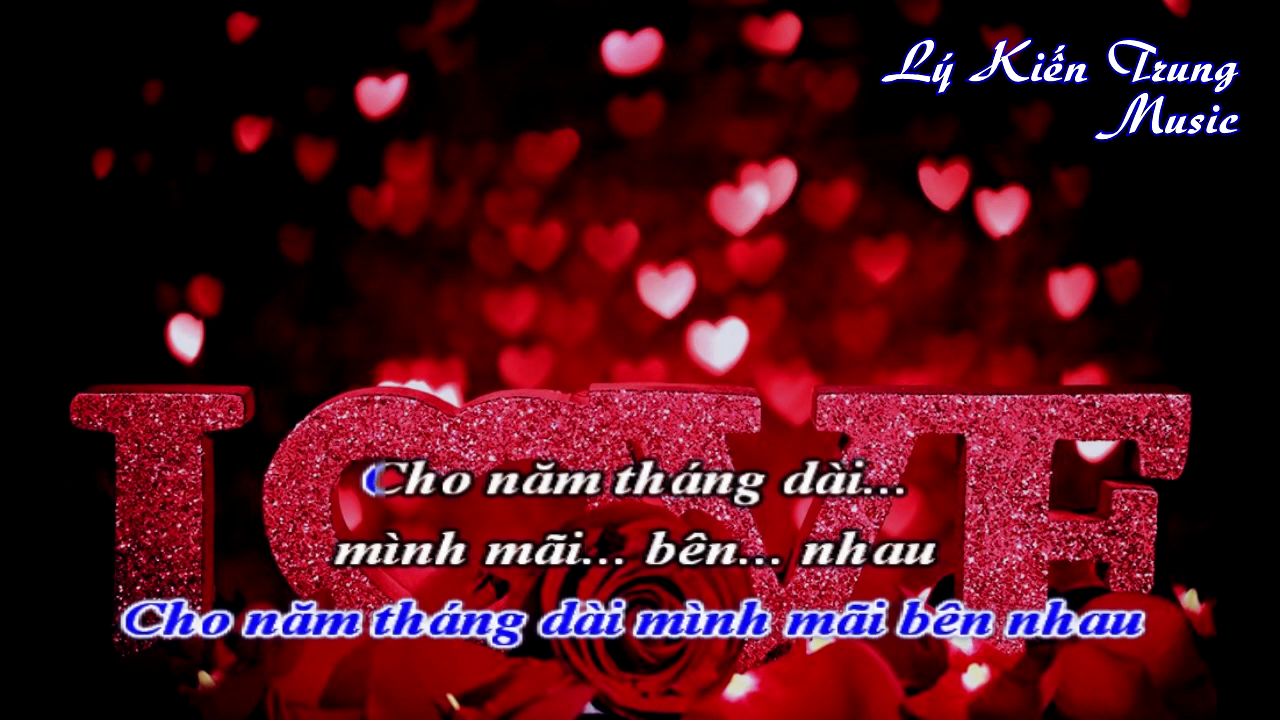 Lý Kiến Trung
Music
LOVE
Cho năm tháng dài...
mình mãi... bên... nhau
Cho năm tháng dài mình mãi bên nhau